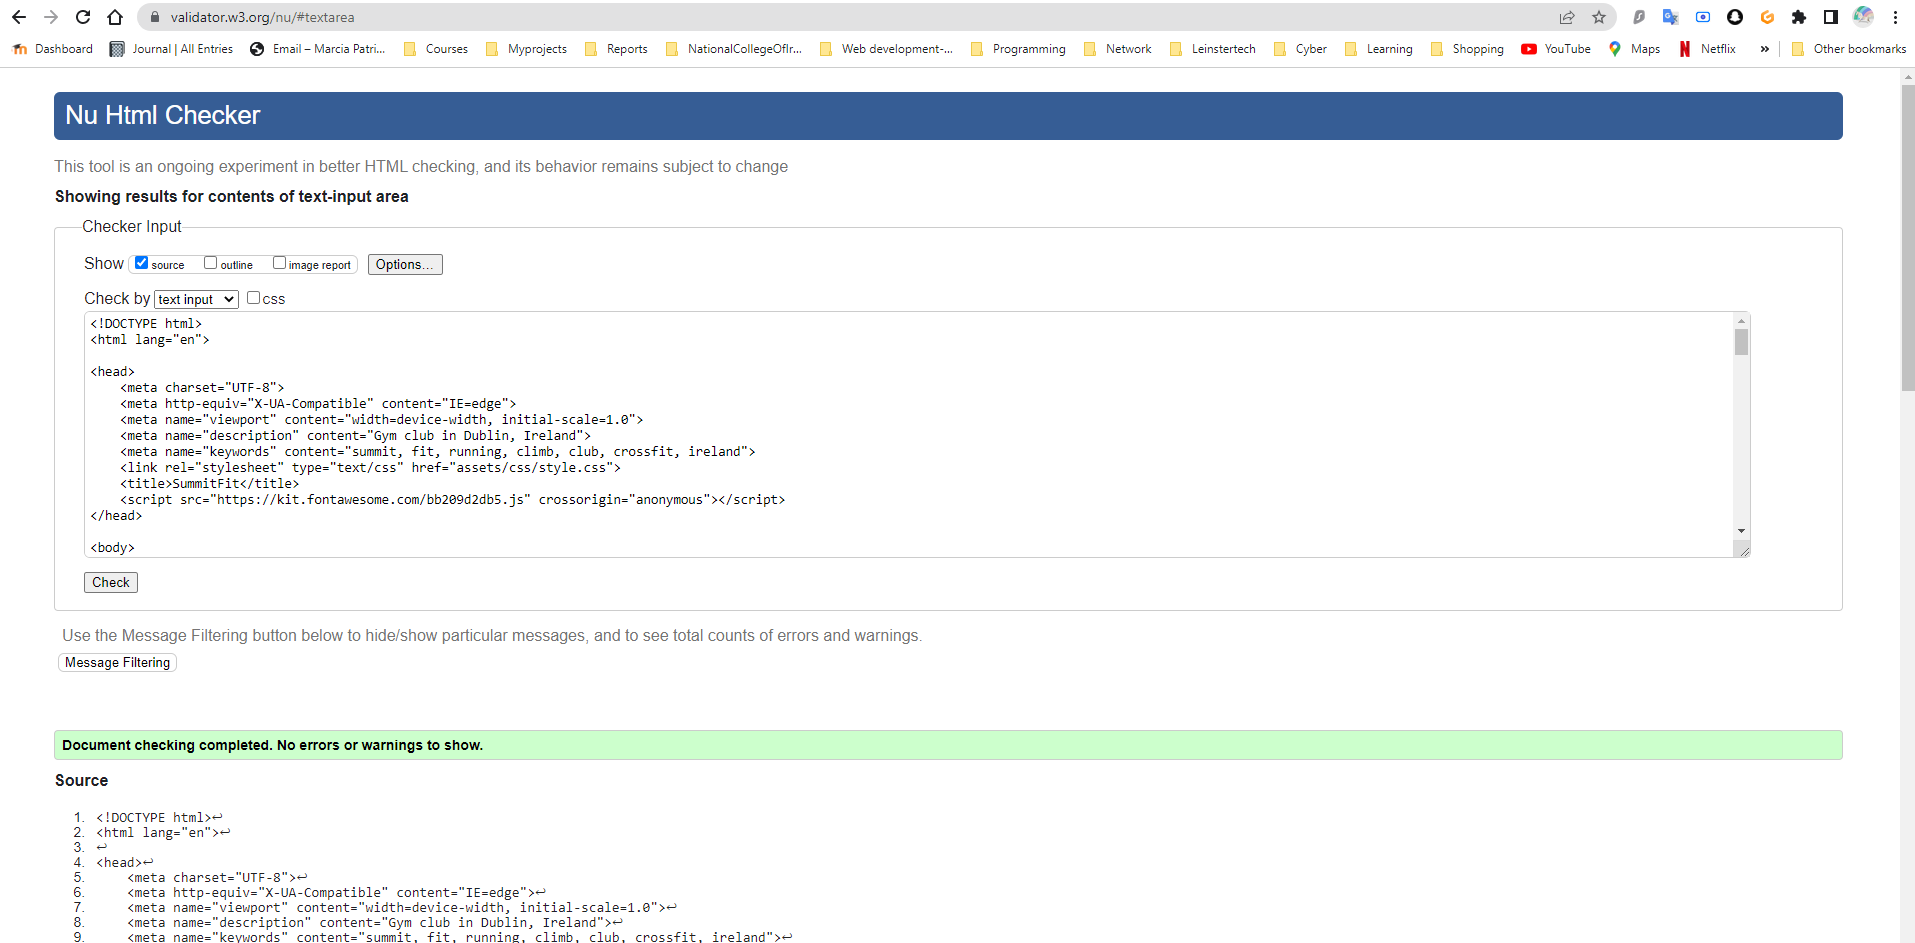 validator.w3.org/nu/#textarea
Dashboard Journal | All Entries Email – Marcia Patri... Courses Myprojects Reports NationalCollegeOfIr... Web development-... Programming Network Leinstertech Cyber Learning Shopping YouTube Maps Netflix » Other bookmarks
Nu Html Checker
This tool is an ongoing experiment in better HTML checking, and its behavior remains subject to change
Showing results for contents of text-input area
Checker Input
Show source outline image report Options...
Check by text input css
<!DOCTYPE html>
<html lang="en">
<head>
    <meta charset="UTF-8">
    <meta http-equiv="X-UA-Compatible" content="IE=edge">
    <meta name="viewport" content="width=device-width, initial-scale=1.0">
    <meta name="description" content="Gym club in Dublin, Ireland">
    <meta name="keywords" content="summit, fit, running, climb, club, crossfit, ireland">
    <link rel="stylesheet" type="text/css" href="assets/css/style.css">
    <title>SummitFit</title>
    <script src="https://kit.fontawesome.com/bb209d2db5.js" crossorigin="anonymous"></script>
</head>
<body>
Check
Use the Message Filtering button below to hide/show particular messages, and to see total counts of errors and warnings.
Message Filtering
Document checking completed. No errors or warnings to show.
Source
1. <!DOCTYPE html>↩
2. <html lang="en">↩
3. ↩
4. <head>↩
5.     <meta charset="UTF-8">↩
6.     <meta http-equiv="X-UA-Compatible" content="IE=edge">↩
7.     <meta name="viewport" content="width=device-width, initial-scale=1.0">↩
8.     <meta name="description" content="Gym club in Dublin, Ireland">↩
9.     <meta name="keywords" content="summit, fit, running, climb, club, crossfit, ireland">↩